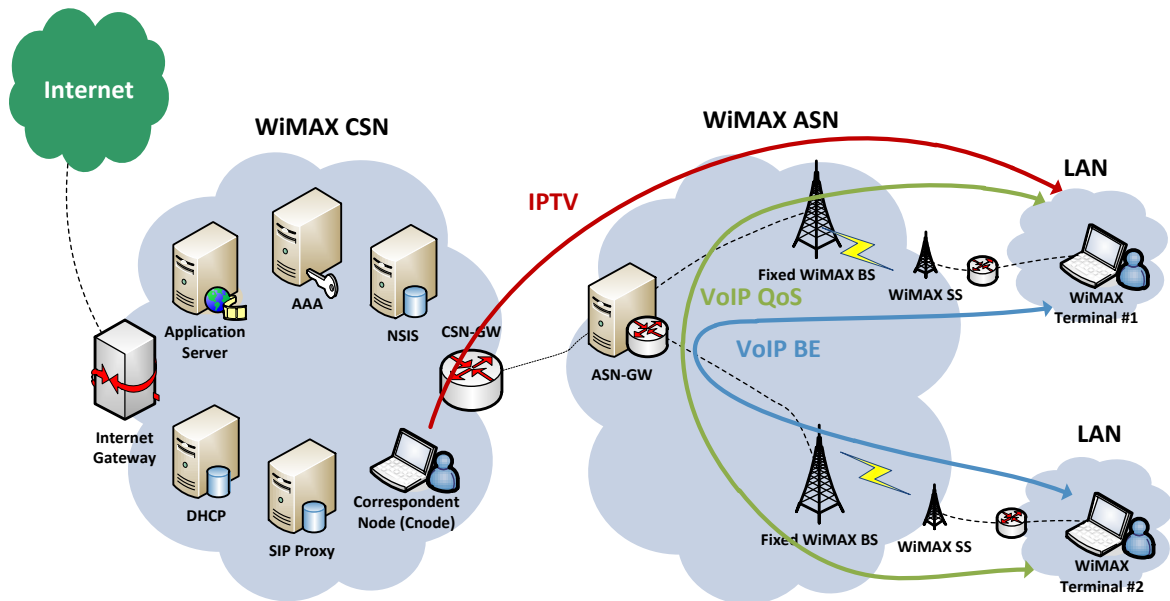 Internet
WiMAX CSN
WiMAX ASN
LAN
IPTV
AAA
NSIS
Application
Server
CSN-GW
Fixed WiMAX BS
WiMAX SS
WiMAX
Terminal #1
VoIP QoS
VoIP BE
ASN-GW
Internet
Gateway
DHCP
SIP Proxy
Correspondent
Node (Cnode)
LAN
Fixed WiMAX BS
WiMAX SS
WiMAX
Terminal #2